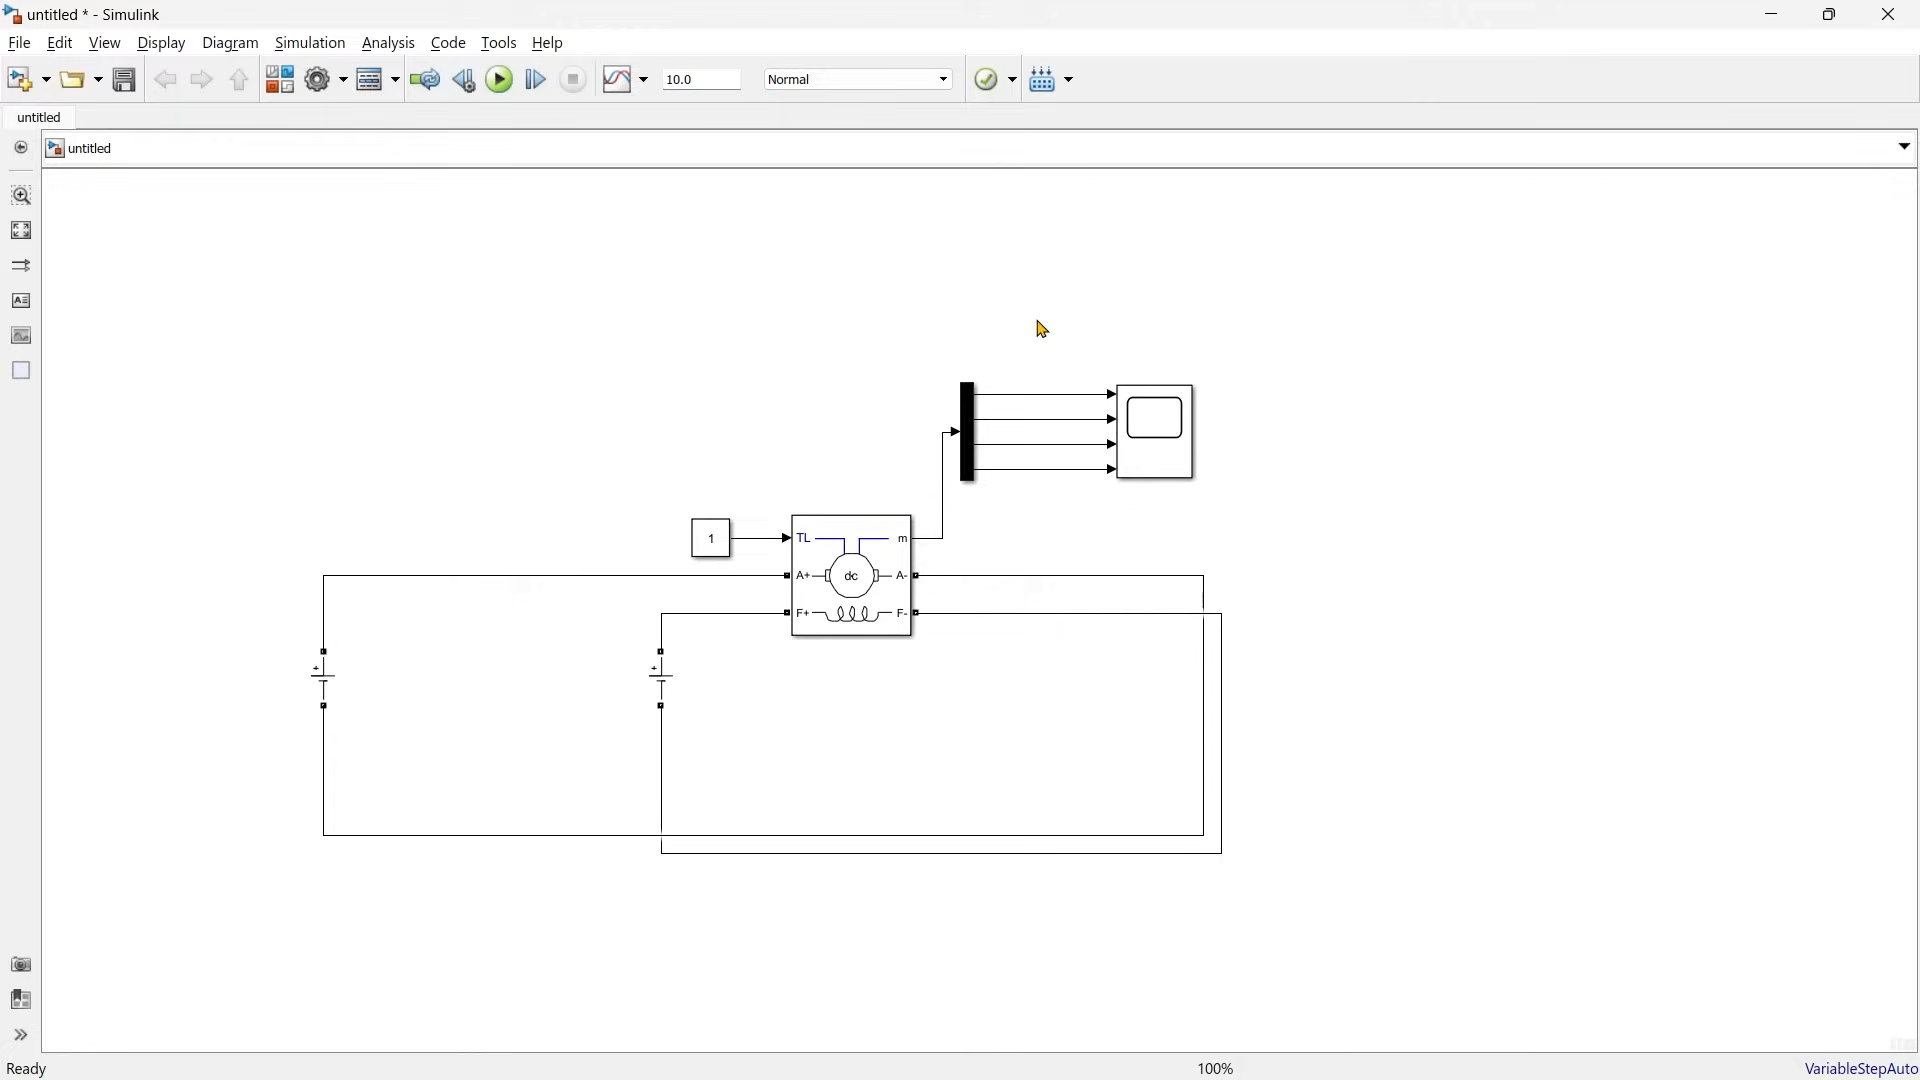 untitled * - Simulink
File Edit View Display Diagram Simulation Analysis Code Tools Help
10.0 Normal
untitled
untitled
1 TL m
A+ dc A-
F+ F-
+ +
Ready 100% VariableStepAuto